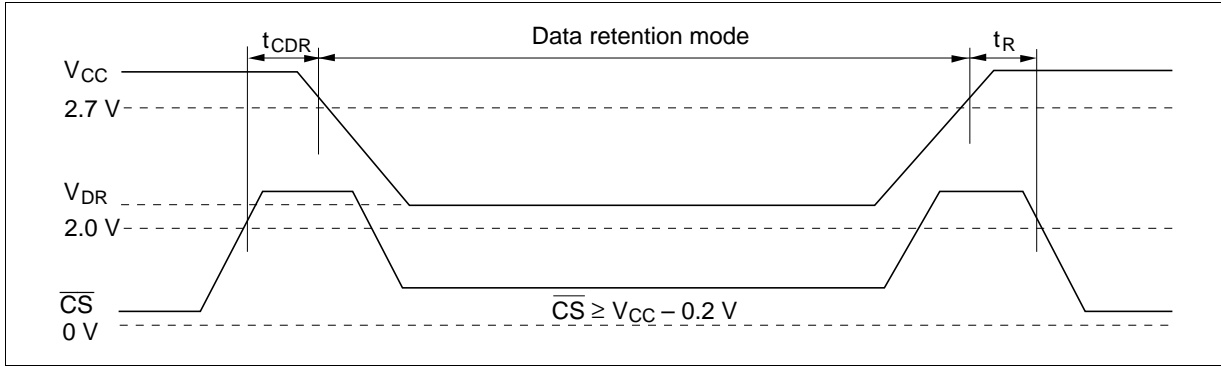 tCDR Data retention mode tR
VCC
2.7 V
VDR
2.0 V
CS
CS ≥ VCC – 0.2 V
0 V